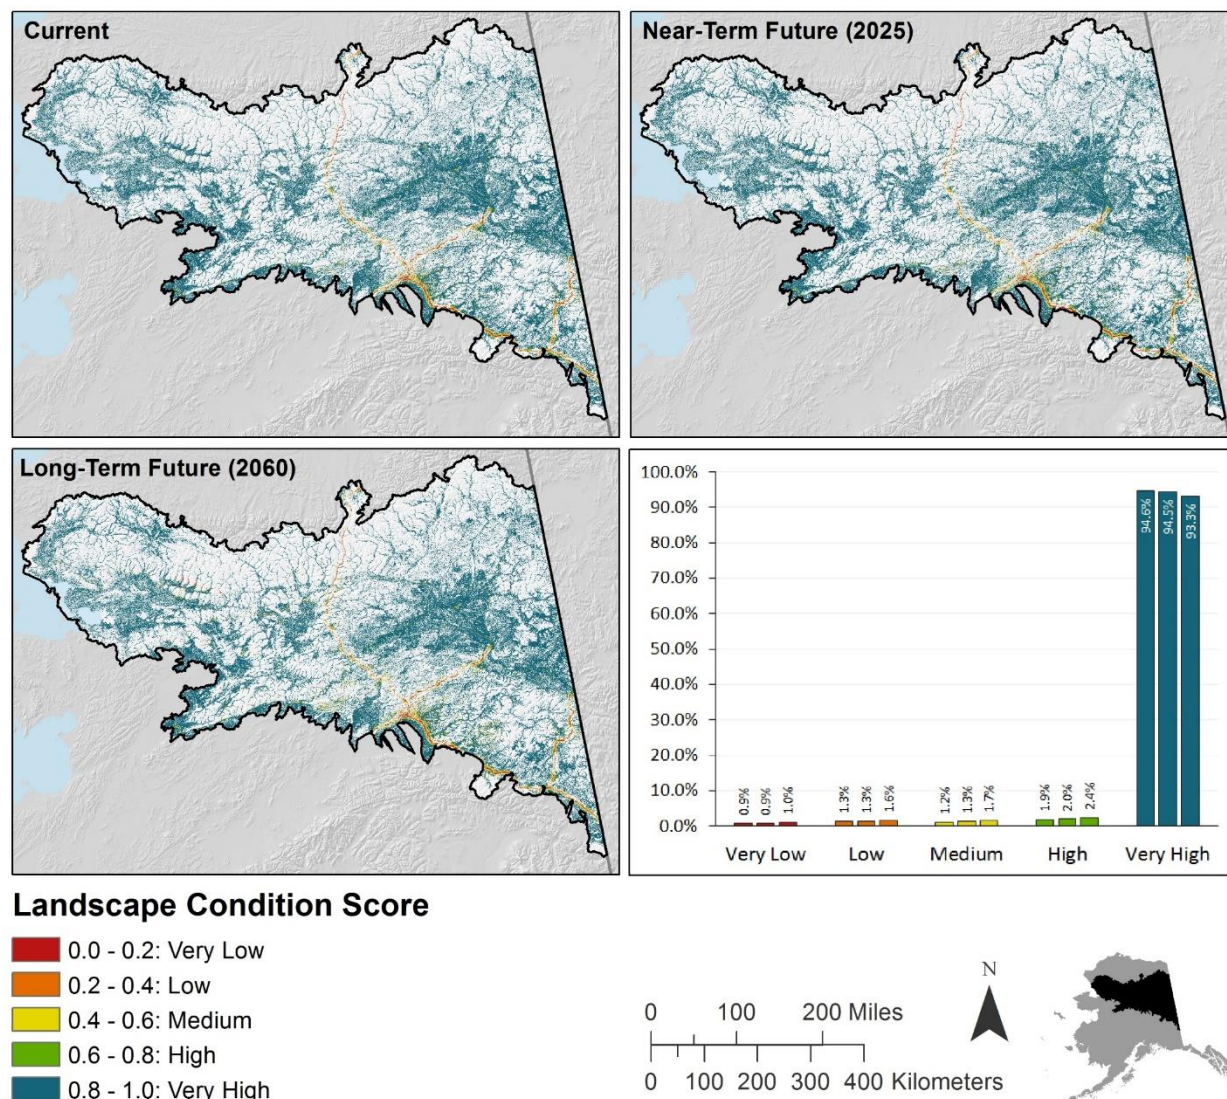 Current
Near-Term Future (2025)
Long-Term Future (2060)
100.0%
90.0%
80.0%
70.0%
60.0%
50.0%
40.0%
30.0%
20.0%
10.0%
0.0%
0.9%
0.9%
1.0%
1.3%
1.3%
1.6%
1.2%
1.3%
1.7%
1.9%
2.0%
2.4%
94.6%
94.5%
93.3%
Very Low
Low
Medium
High
Very High
Landscape Condition Score
0.0 - 0.2: Very Low
0.2 - 0.4: Low
0.4 - 0.6: Medium
0.6 - 0.8: High
0.8 - 1.0: Very High
0 100 200 Miles
0 100 200 300 400 Kilometers
N